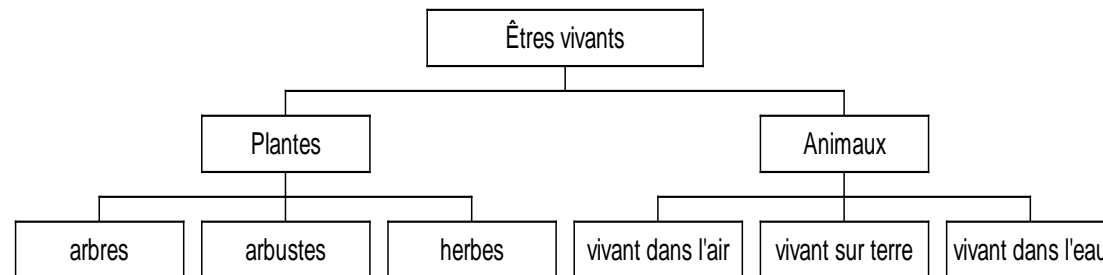 Êtres vivants
Plantes
Animaux
arbres
arbustes
herbes
vivant dans l'air
vivant sur terre
vivant dans l'eau